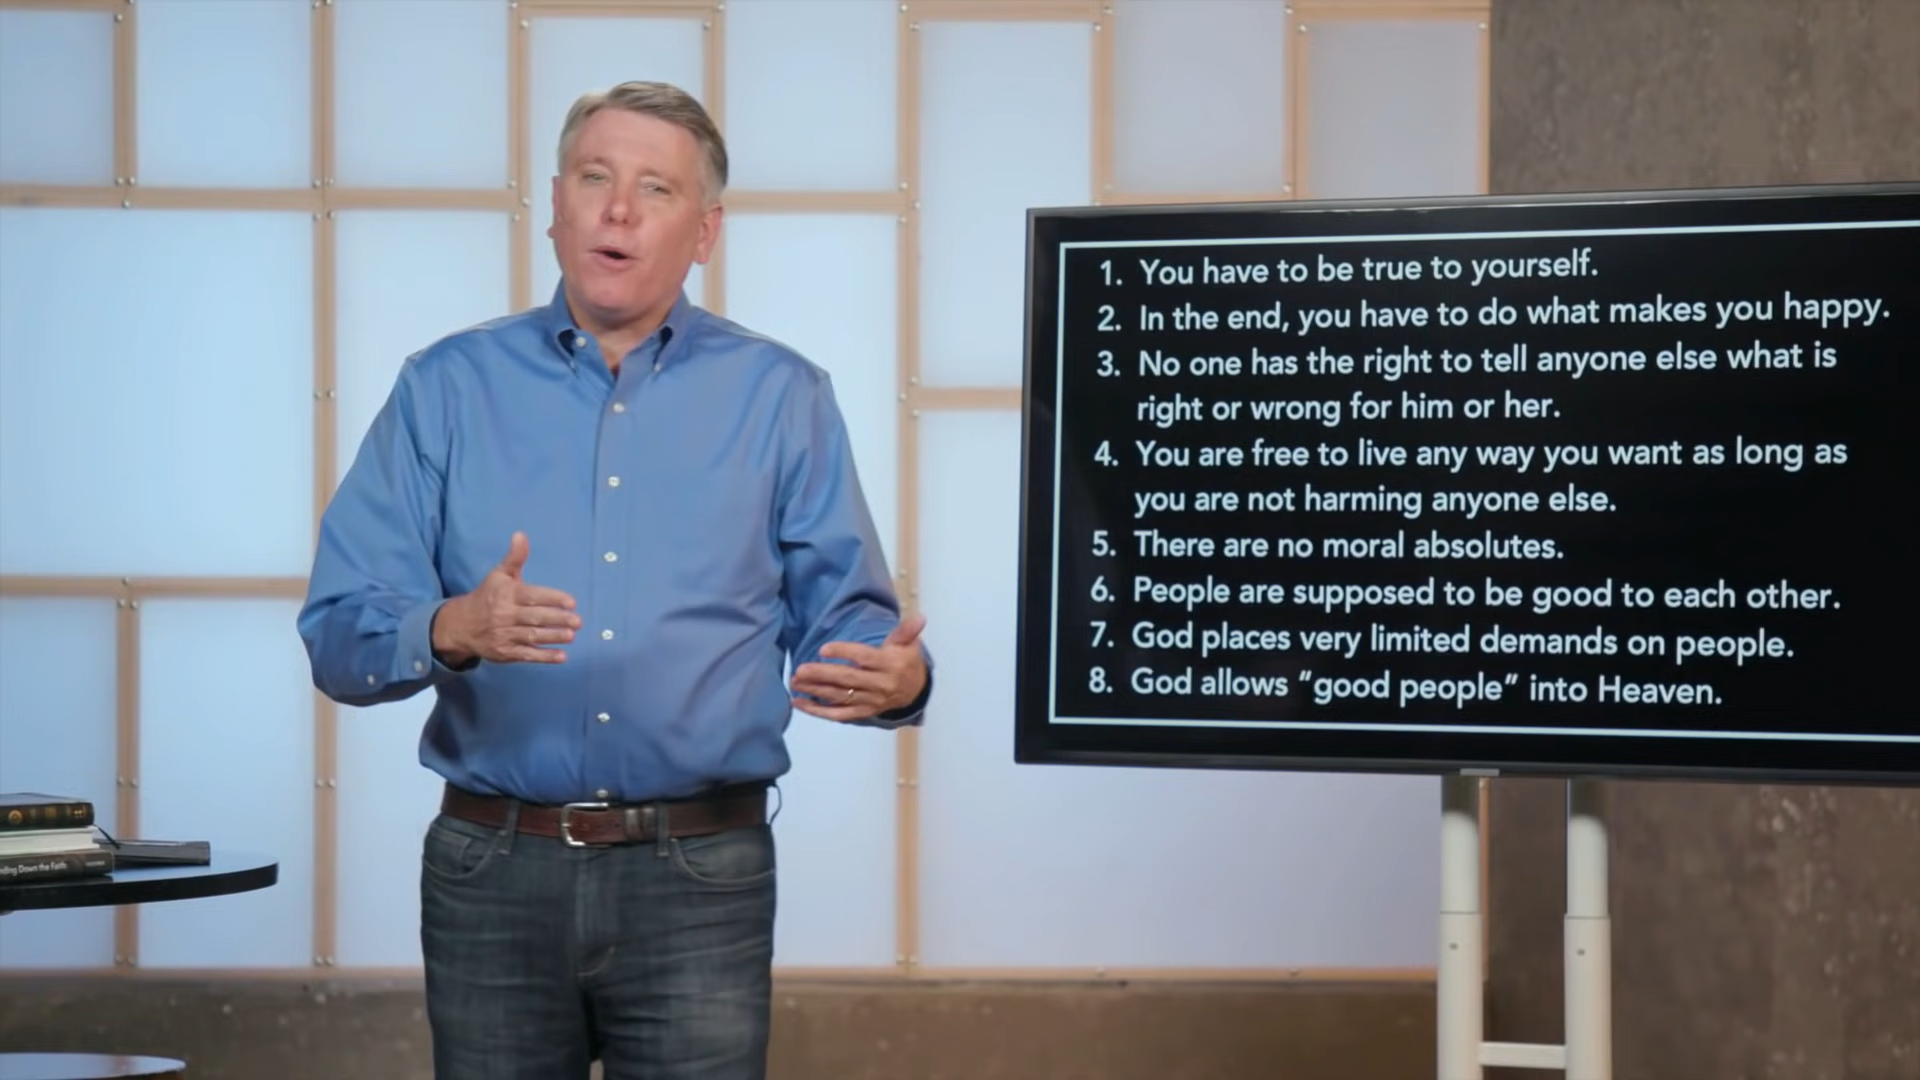 1. You have to be true to yourself.
2. In the end, you have to do what makes you happy.
3. No one has the right to tell anyone else what is
right or wrong for him or her.
4. You are free to live any way you want as long as
you are not harming anyone else.
5. There are no moral absolutes.
6. People are supposed to be good to each other.
7. God places very limited demands on people.
8. God allows “good people” into Heaven.
Down the Faith